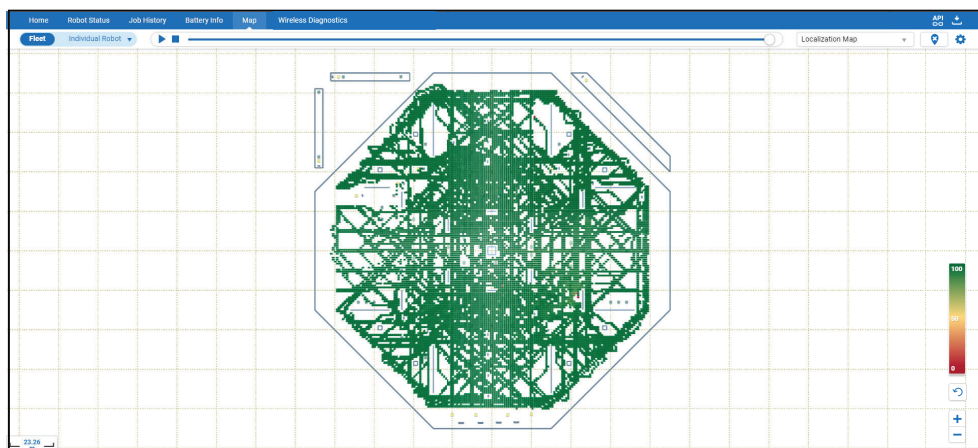 Home Robot Status Job History Battery Info Map Wireless Diagnostics API
Fleet Individual Robot Localization Map
100
50
0
23.26